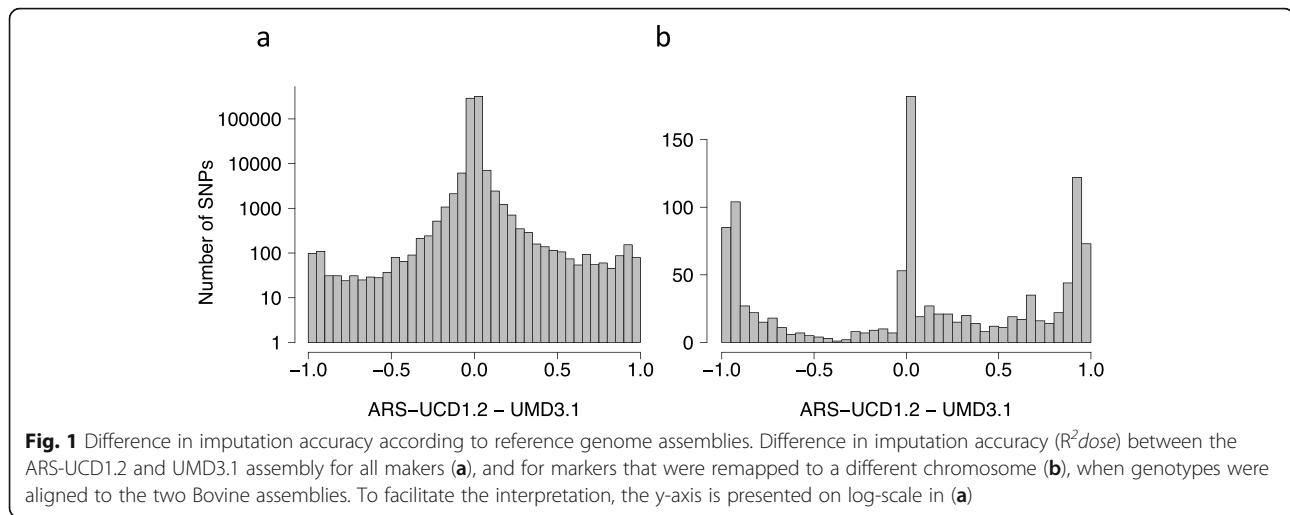 a
b
Number of SNPs
100000
10000
1000
100
10
1
−1.0 −0.5 0.0 0.5 1.0
ARS−UCD1.2 − UMD3.1
150
100
50
0
−1.0 −0.5 0.0 0.5 1.0
ARS−UCD1.2 − UMD3.1
Fig. 1 Difference in imputation accuracy according to reference genome assemblies. Difference in imputation accuracy (R²dose) between the
ARS-UCD1.2 and UMD3.1 assembly for all makers (a), and for markers that were remapped to a different chromosome (b), when genotypes were
aligned to the two Bovine assemblies. To facilitate the interpretation, the y-axis is presented on log-scale in (a)